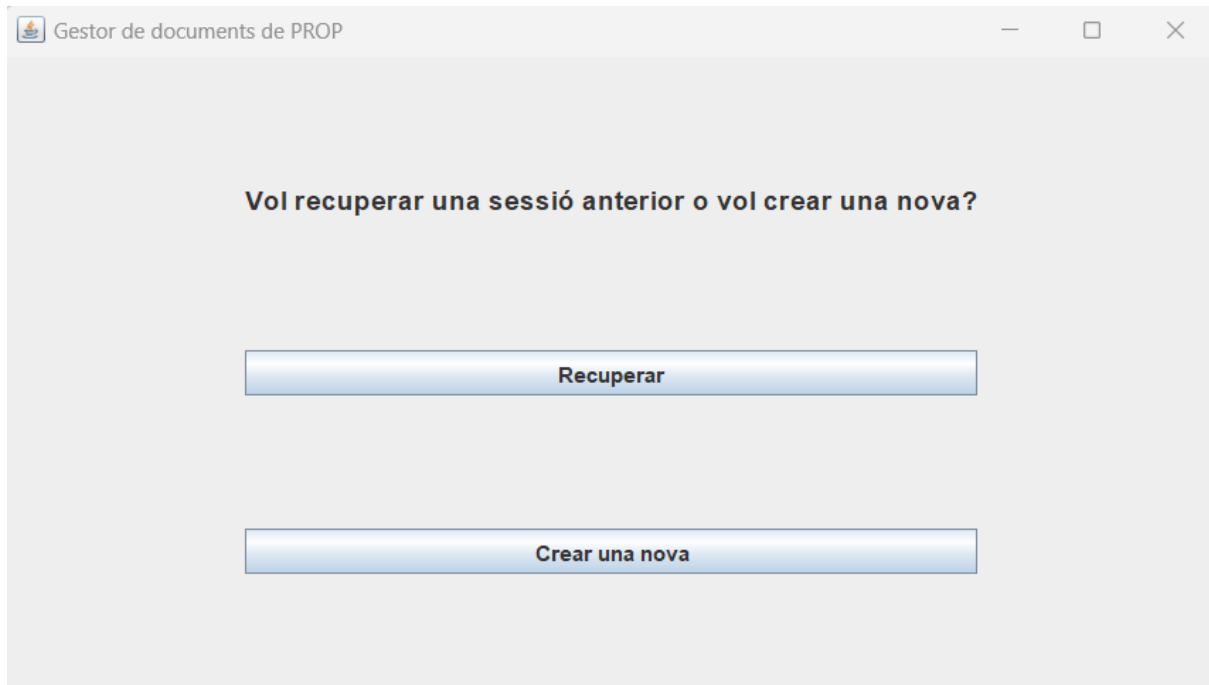 Gestor de documents de PROP
Vol recuperar una sessió anterior o vol crear una nova?
Recuperar
Crear una nova